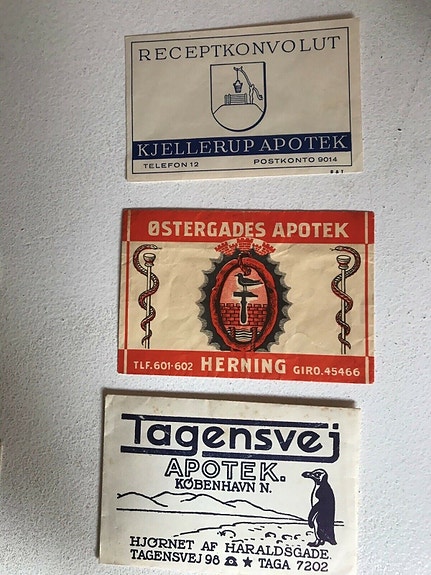 RECEPTKONVOLUT
KJELLERUP APOTEK
TELEFON 12 POSTKONTO 9014
ØSTERGADES APOTEK
TLF. 601-602 HERNING GIRO. 45466
Tagensvej
APOTEK.
KØBENHAVN N.
HJØRNET AF HARALDSGADE.
TAGENSVEJ 98 ☎ ★ TAGA 7202